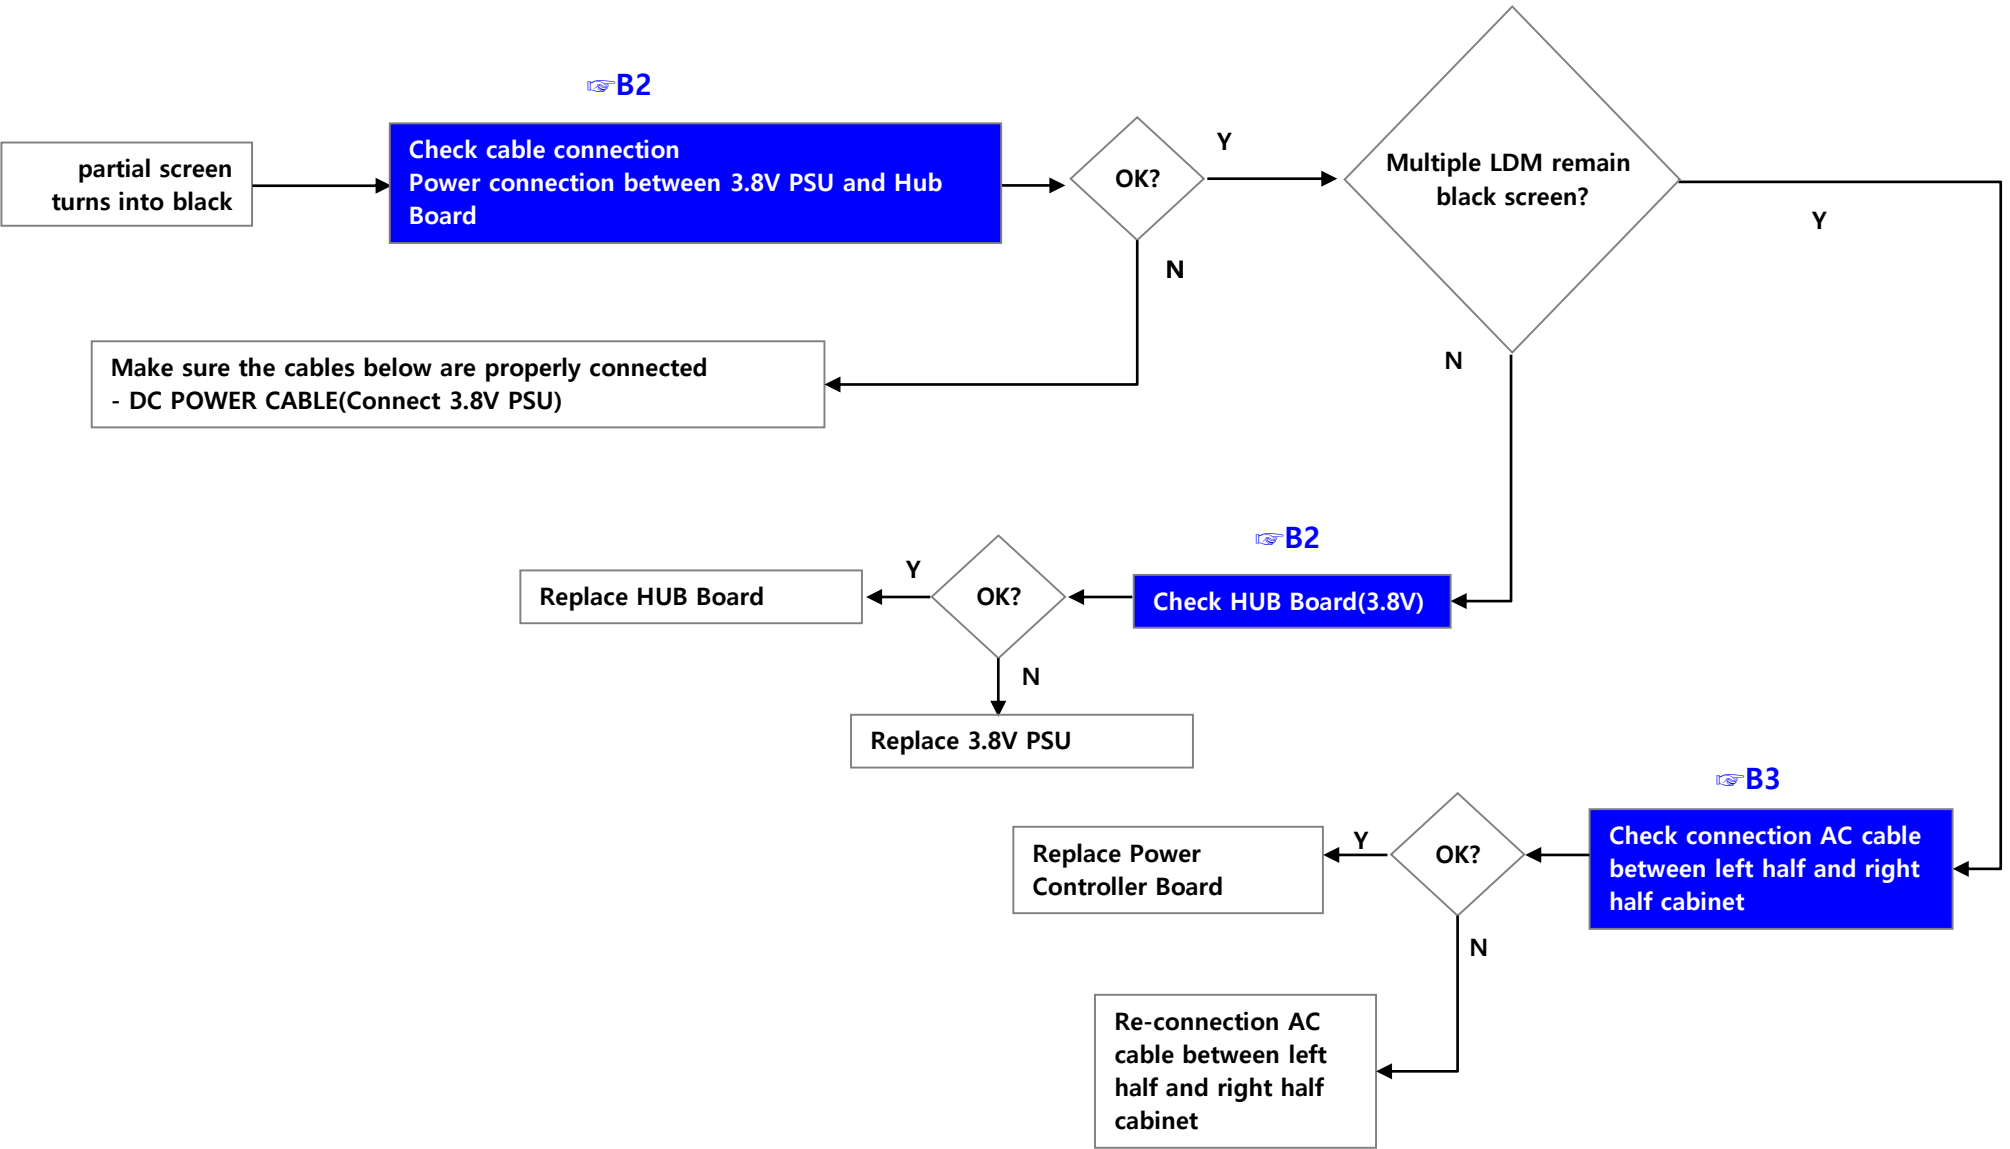 ☞B2
partial screen
turns into black
Check cable connection
Power connection between 3.8V PSU and Hub
Board
OK?
Y
N
Multiple LDM remain
black screen?
Y
N
Make sure the cables below are properly connected
- DC POWER CABLE(Connect 3.8V PSU)
☞B2
Check HUB Board(3.8V)
OK?
Y
Replace HUB Board
N
Replace 3.8V PSU
☞B3
Check connection AC cable
between left half and right
half cabinet
OK?
Y
Replace Power
Controller Board
N
Re-connection AC
cable between left
half and right half
cabinet